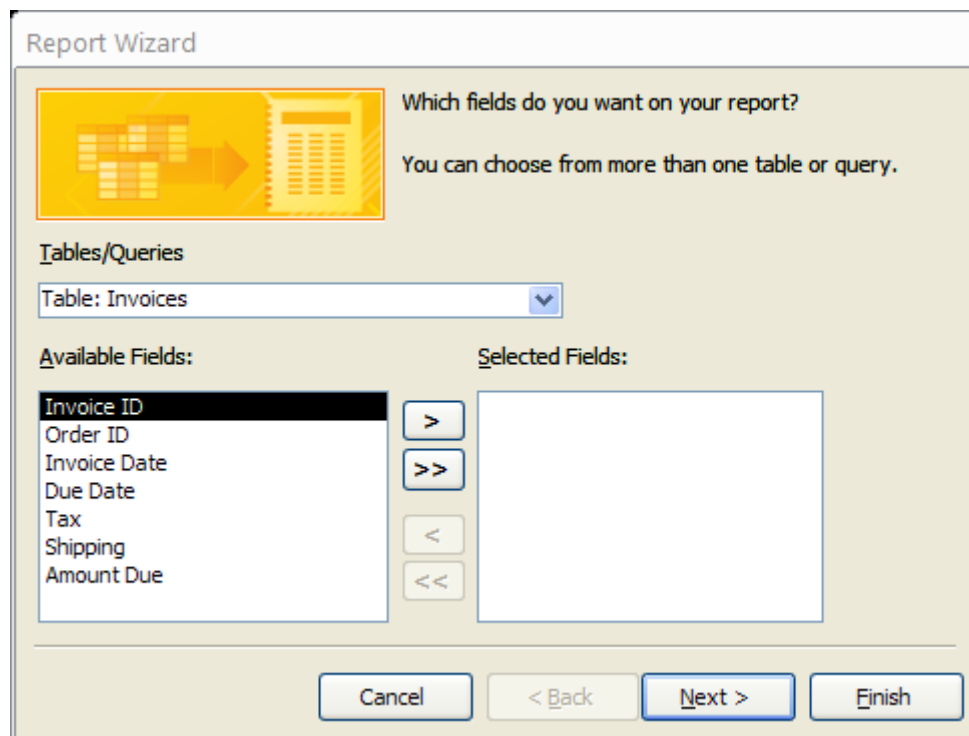 Report Wizard
Which fields do you want on your report?
You can choose from more than one table or query.
Tables/Queries
Table: Invoices
Available Fields:
Selected Fields:
Invoice ID
Order ID
Invoice Date
Due Date
Tax
Shipping
Amount Due
>
>>
<
<<
Cancel
< Back
Next >
Finish